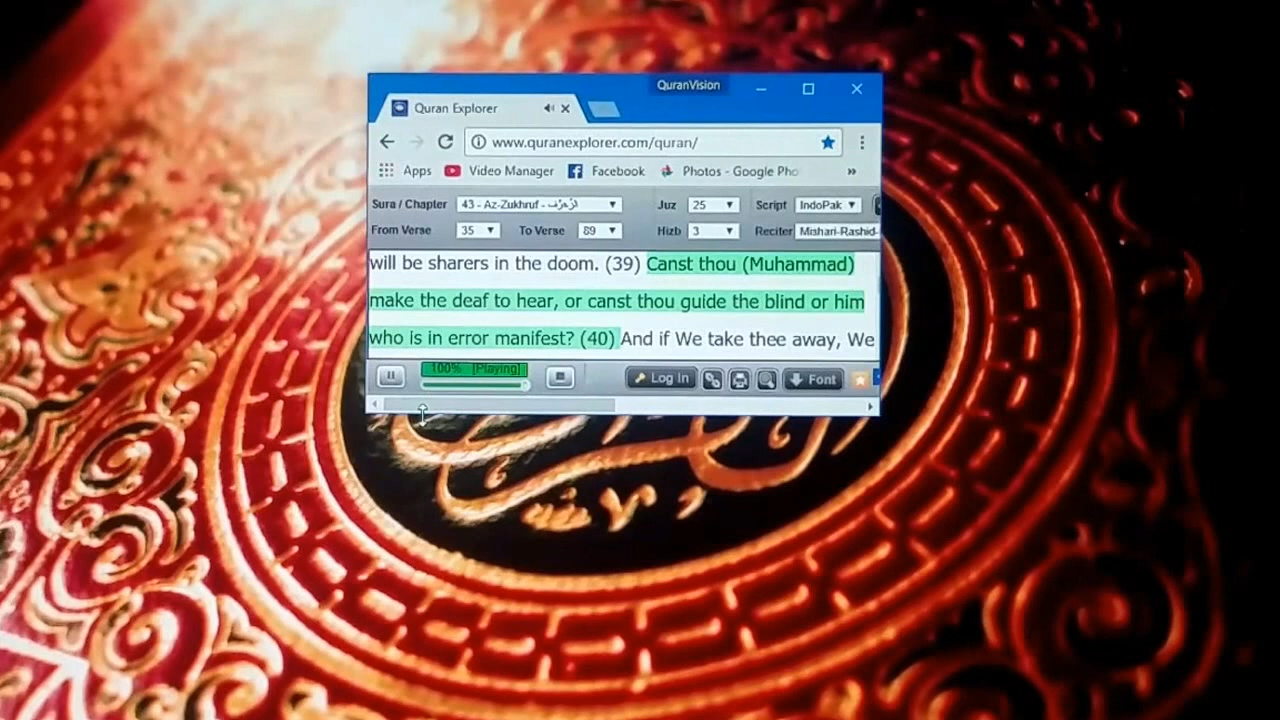 QuranVision
Quran Explorer
www.quranexplorer.com/quran/
Apps Video Manager Facebook Photos - Google Pho »
Sura / Chapter 43 - Az-Zukhruf - الزخرف Juz 25 Script IndoPak
From Verse 35 To Verse 89 Hizb 3 Reciter Mishari-Rashid-
will be sharers in the doom. (39) Canst thou (Muhammad)
make the deaf to hear, or canst thou guide the blind or him
who is in error manifest? (40) And if We take thee away, We
100% [Playing] Log In Font